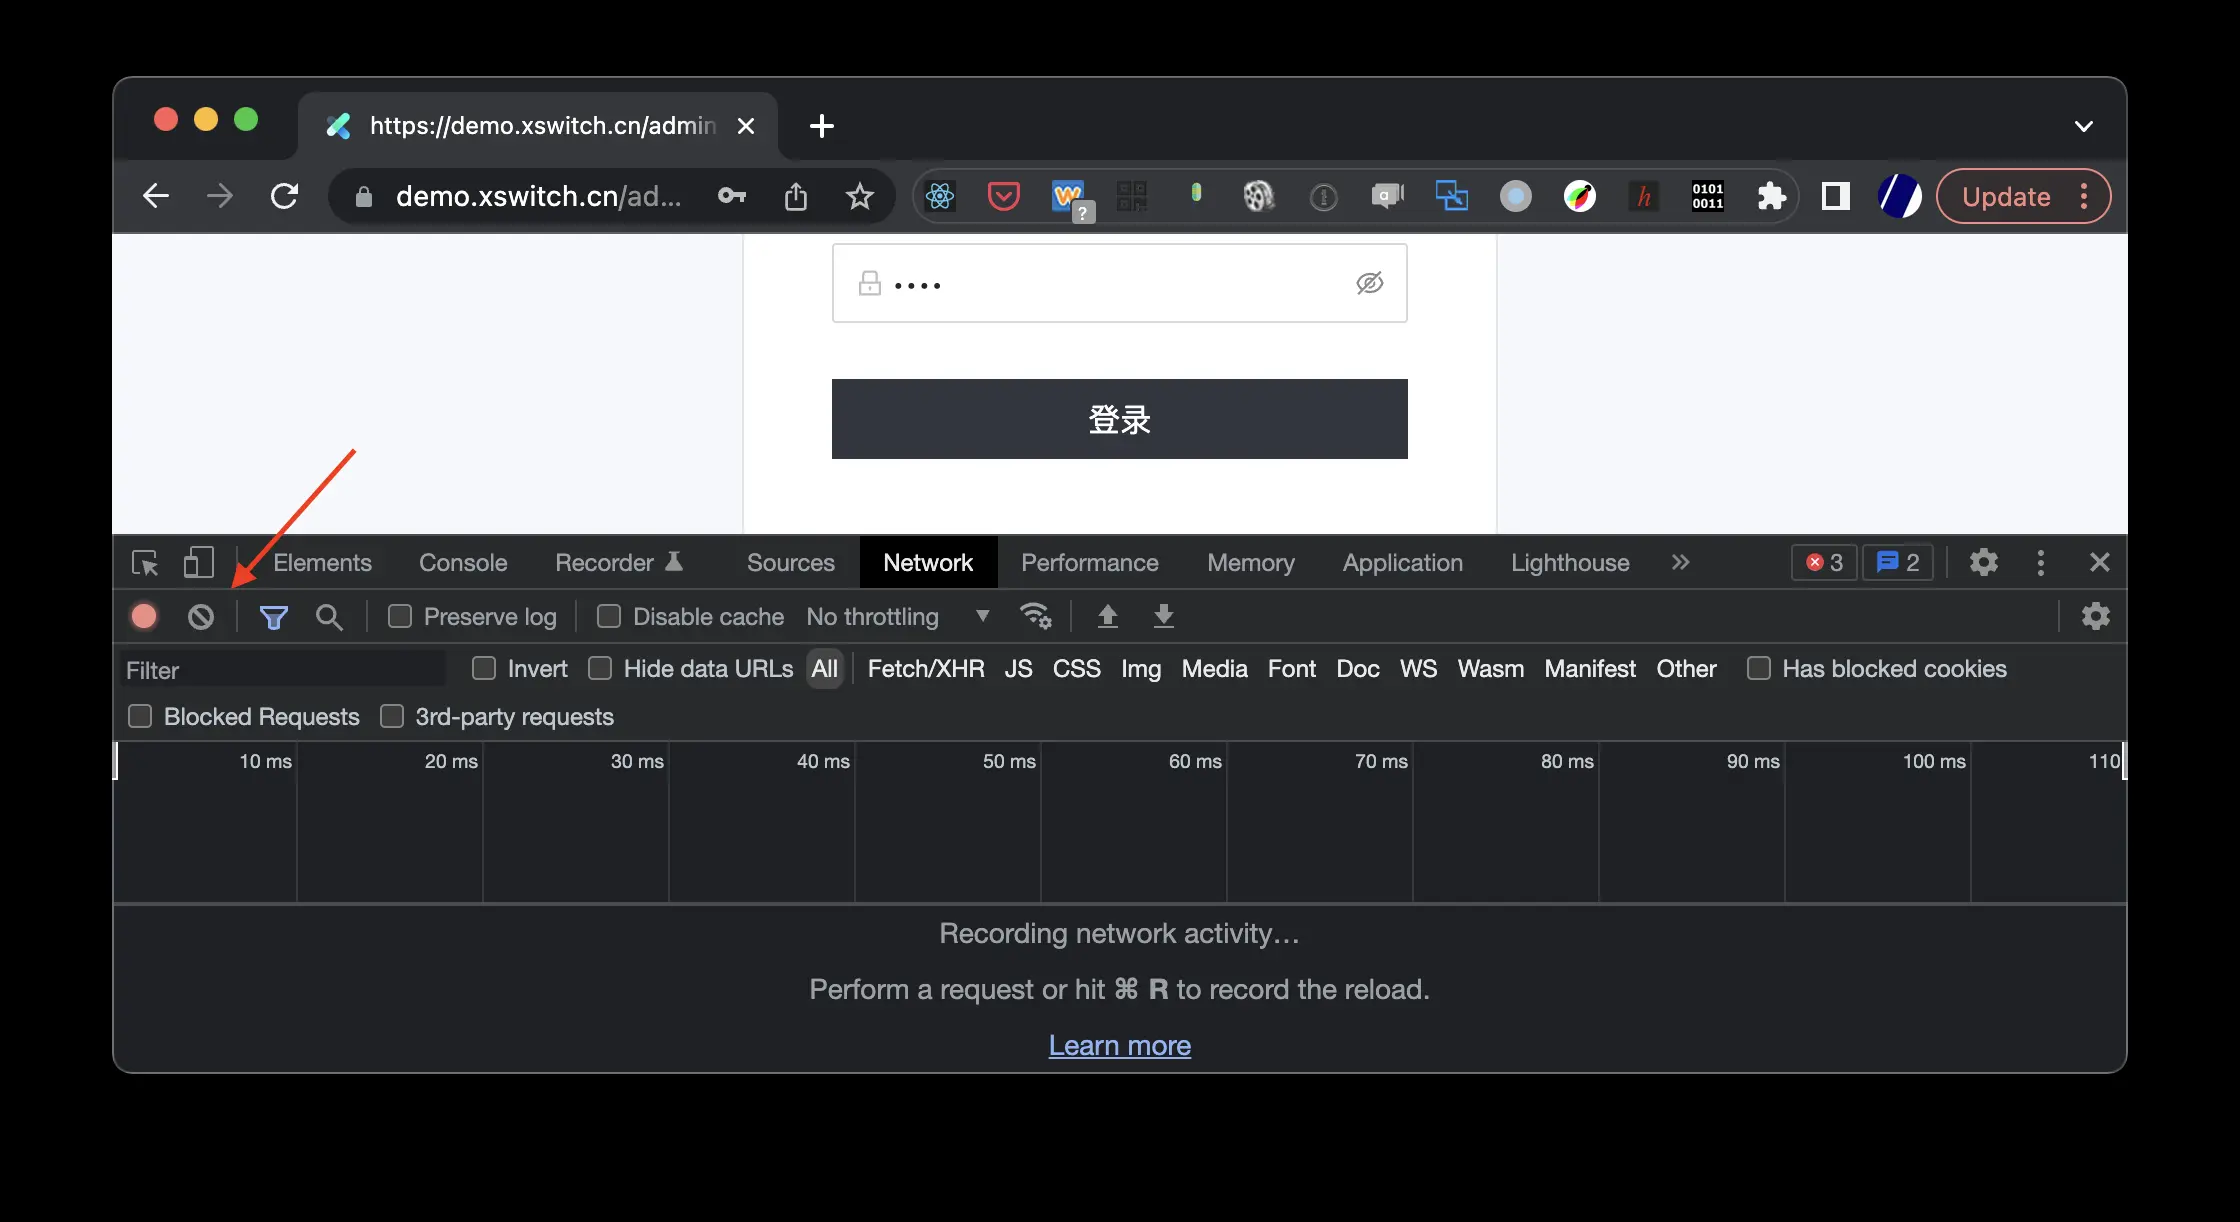 https://demo.xswitch.cn/admin
demo.xswitch.cn/ad...
?
a
h
0101
0011
Update
••••
登录
Elements Console Recorder Sources Network Performance Memory Application Lighthouse » 3 2
Preserve log Disable cache No throttling
Filter Invert Hide data URLs All Fetch/XHR JS CSS Img Media Font Doc WS Wasm Manifest Other Has blocked cookies
Blocked Requests 3rd-party requests
10 ms 20 ms 30 ms 40 ms 50 ms 60 ms 70 ms 80 ms 90 ms 100 ms 110
Recording network activity…
Perform a request or hit ⌘ R to record the reload.
Learn more